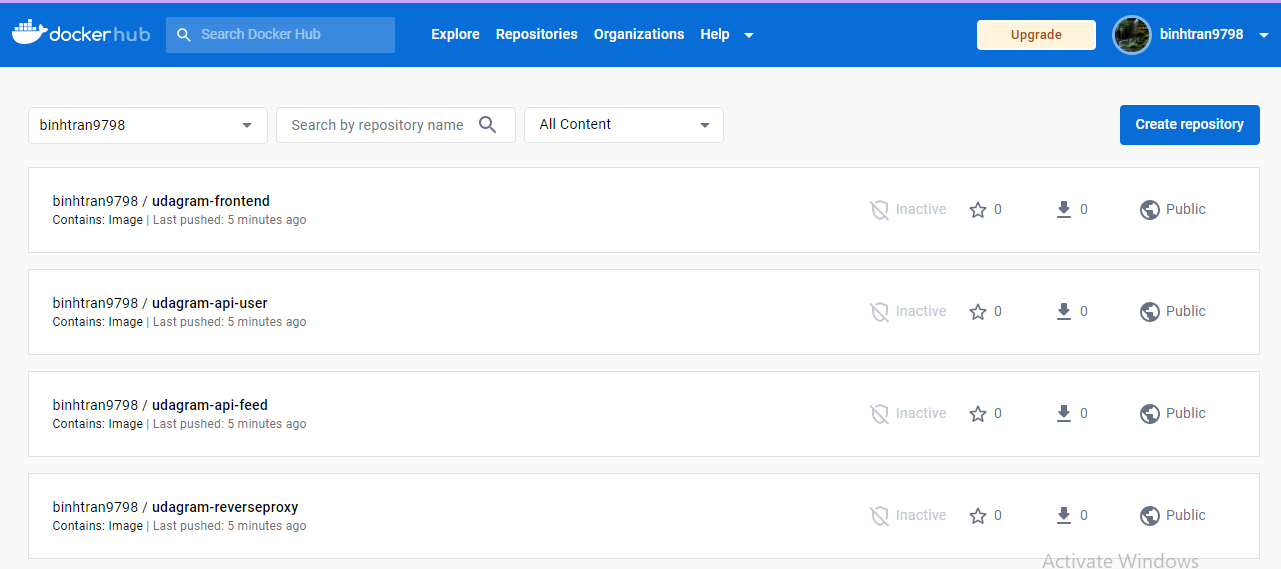 dockerhub Search Docker Hub Explore Repositories Organizations Help Upgrade binhtran9798
binhtran9798 Search by repository name All Content Create repository
binhtran9798 / udagram-frontend
Contains: Image | Last pushed: 5 minutes ago
Inactive 0 0 Public
binhtran9798 / udagram-api-user
Contains: Image | Last pushed: 5 minutes ago
Inactive 0 0 Public
binhtran9798 / udagram-api-feed
Contains: Image | Last pushed: 5 minutes ago
Inactive 0 0 Public
binhtran9798 / udagram-reverseproxy
Contains: Image | Last pushed: 5 minutes ago
Inactive 0 0 Public
Activate Windows